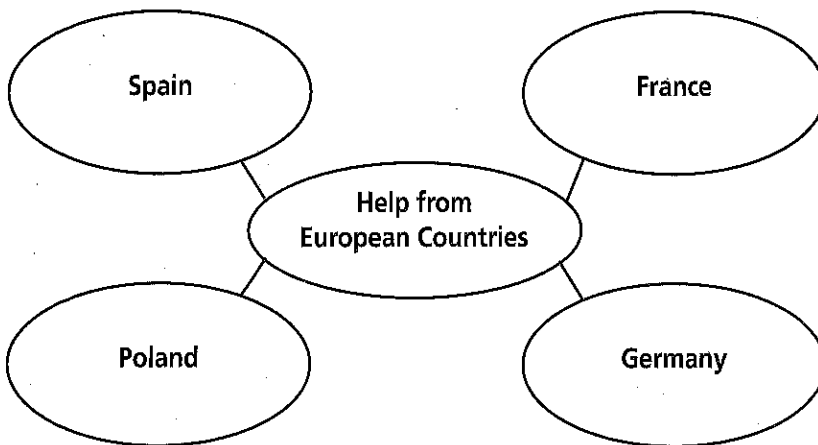 Spain
France
Help from
European Countries
Poland
Germany